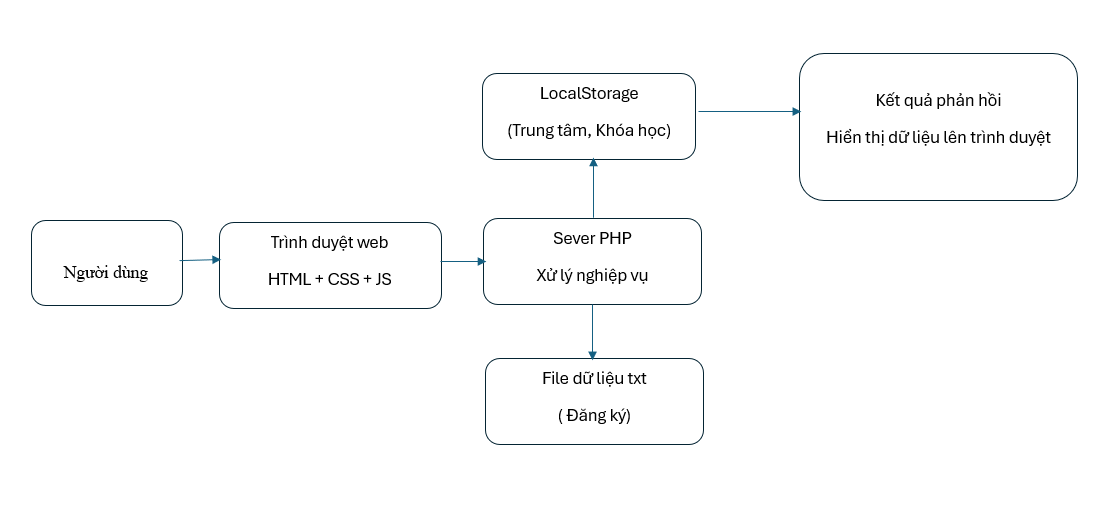 LocalStorage
(Trung tâm, Khóa học)
Kết quả phản hồi
Hiển thị dữ liệu lên trình duyệt
Người dùng
Trình duyệt web
HTML + CSS + JS
Sever PHP
Xử lý nghiệp vụ
File dữ liệu txt
( Đăng ký)